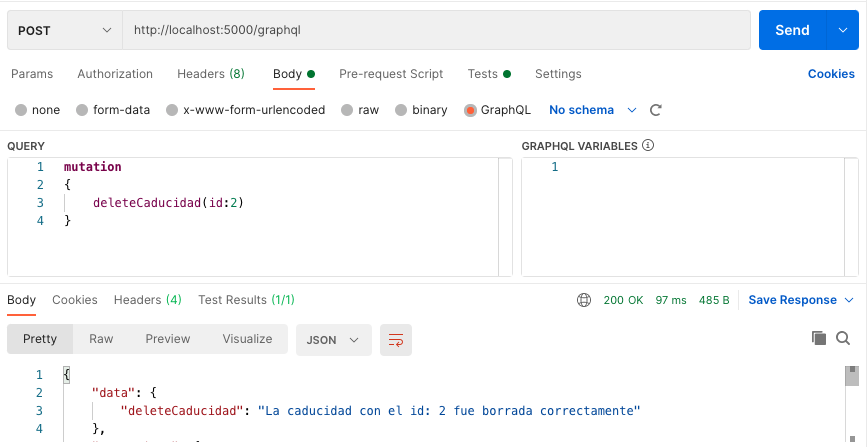 POST http://localhost:5000/graphql Send
Params Authorization Headers (8) Body Pre-request Script Tests Settings Cookies
none form-data x-www-form-urlencoded raw binary GraphQL No schema
QUERY GRAPHQL VARIABLES
1 mutation 1
2 {
3 deleteCaducidad(id:2)
4 }
Body Cookies Headers (4) Test Results (1/1) 200 OK 97 ms 485 B Save Response
Pretty Raw Preview Visualize JSON
1 {
2 "data": {
3 "deleteCaducidad": "La caducidad con el id: 2 fue borrada correctamente"
4 },